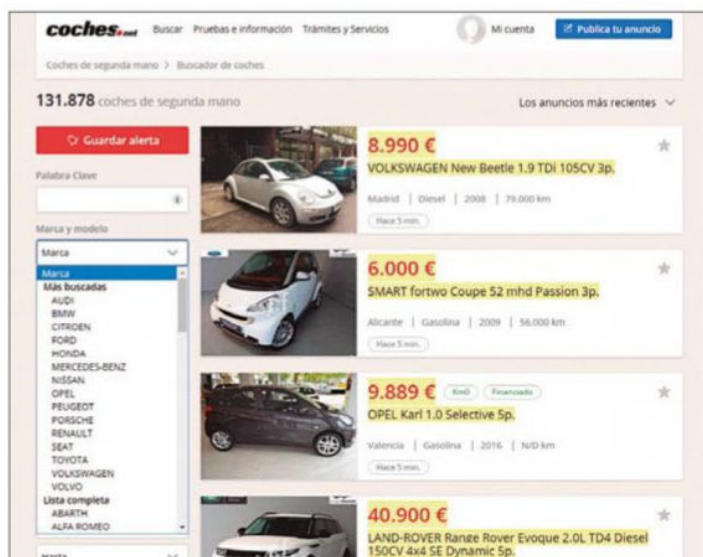 coches.net Buscar Pruebas e información Trámites y Servicios Mi cuenta Publica tu anuncio
Coches de segunda mano > Buscador de coches
131.878 coches de segunda mano
Los anuncios más recientes
Guardar alerta
Palabra Clave
Marca y modelo
Marca
Marca
Más buscadas
AUDI
BMW
CITROEN
FORD
HONDA
MERCEDES-BENZ
NISSAN
OPEL
PEUGEOT
PORSCHE
RENAULT
SEAT
TOYOTA
VOLKSWAGEN
VOLVO
Lista completa
ABARTH
ALFA ROMEO
Hasta
8.990 €
VOLKSWAGEN New Beetle 1.9 TDi 105CV 3p.
Madrid | Diesel | 2008 | 79.000 km
Hace 5 min.
6.000 €
SMART fortwo Coupe 52 mhd Passion 3p.
Alicante | Gasolina | 2009 | 56.000 km
Hace 5 min.
9.889 € Km0 Financiado
OPEL Karl 1.0 Selective 5p.
Valencia | Gasolina | 2016 | N/D km
Hace 5 min.
40.900 €
LAND-ROVER Range Rover Evoque 2.0L TD4 Diesel
150CV 4x4 SE Dynamic 5p.